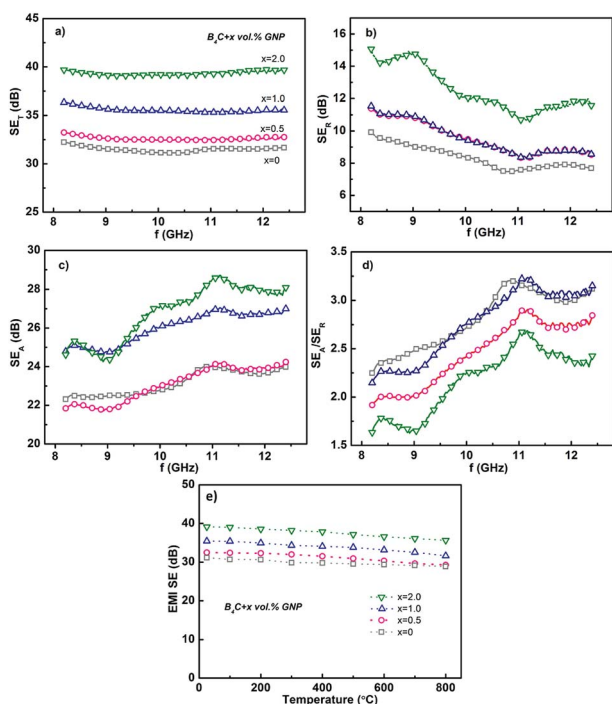 a)
B4C+x vol.% GNP
x=2.0
x=1.0
x=0.5
x=0
SET (dB)
45
40
35
30
25
8 9 10 11 12
f (GHz)
b)
SER (dB)
16
14
12
10
8
6
8 9 10 11 12
f (GHz)
c)
SEA (dB)
30
28
26
24
22
20
8 9 10 11 12
f (GHz)
d)
SEA/SER
3.5
3.0
2.5
2.0
1.5
8 9 10 11 12
f (GHz)
e)
EMI SE (dB)
50
40
30
20
10
0
B4C+x vol.% GNP
x=2.0
x=1.0
x=0.5
x=0
0 200 400 600 800
Temperature (°C)